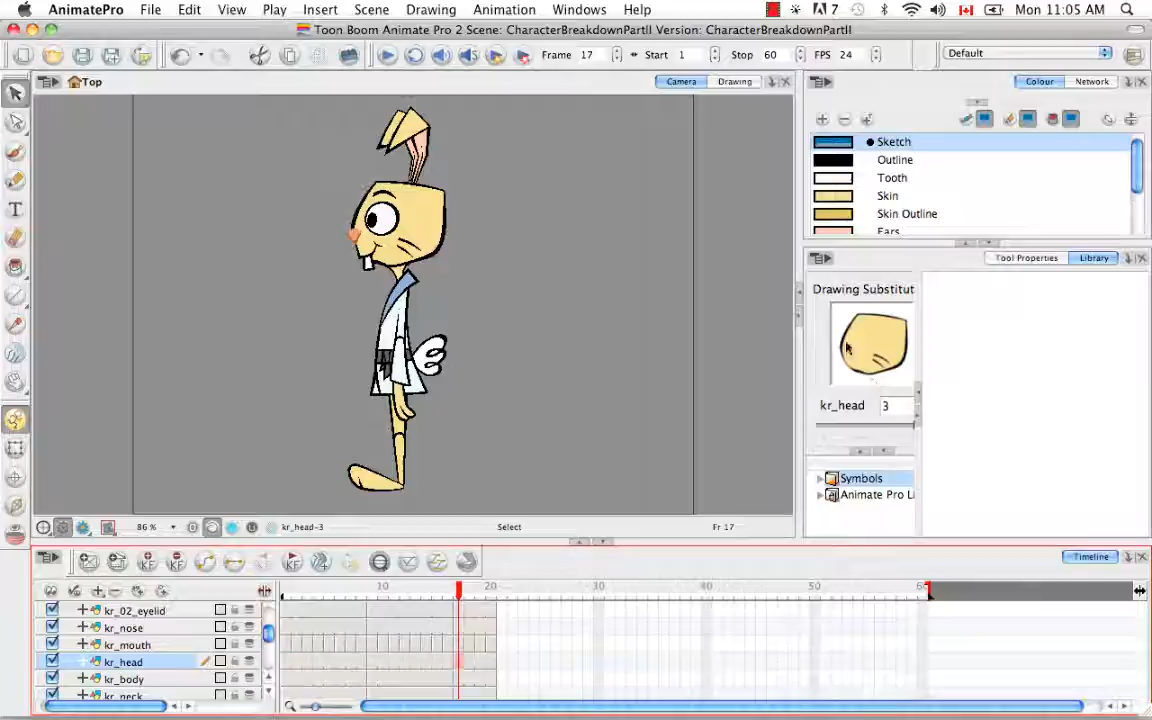 AnimatePro File Edit View Play Insert Scene Drawing Animation Windows Help 7 Mon 11:05 AM
Toon Boom Animate Pro 2 Scene: CharacterBreakdownPartII Version: CharacterBreakdownPartII
Frame 17 Start 1 Stop 60 FPS 24 Default
Top Camera Drawing Colour Network
Sketch
Outline
Tooth
Skin
Skin Outline
Ears
Tool Properties Library
Drawing Substitut
kr_head 3
Symbols
Animate Pro Li
86 % kr_head-3 Select Fr 17
Timeline
10 20 30 40 50 60
kr_02_eyelid
kr_nose
kr_mouth
kr_head
kr_body
kr_neck